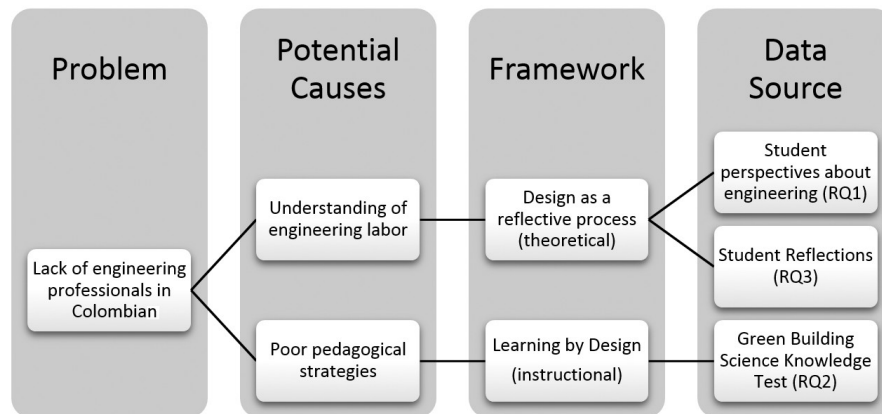 Problem
Potential
Causes
Framework
Data
Source
Lack of engineering
professionals in
Colombian
Understanding of
engineering labor
Poor pedagogical
strategies
Design as a
reflective process
(theoretical)
Learning by Design
(instructional)
Student
perspectives about
engineering (RQ1)
Student Reflections
(RQ3)
Green Building
Science Knowledge
Test (RQ2)